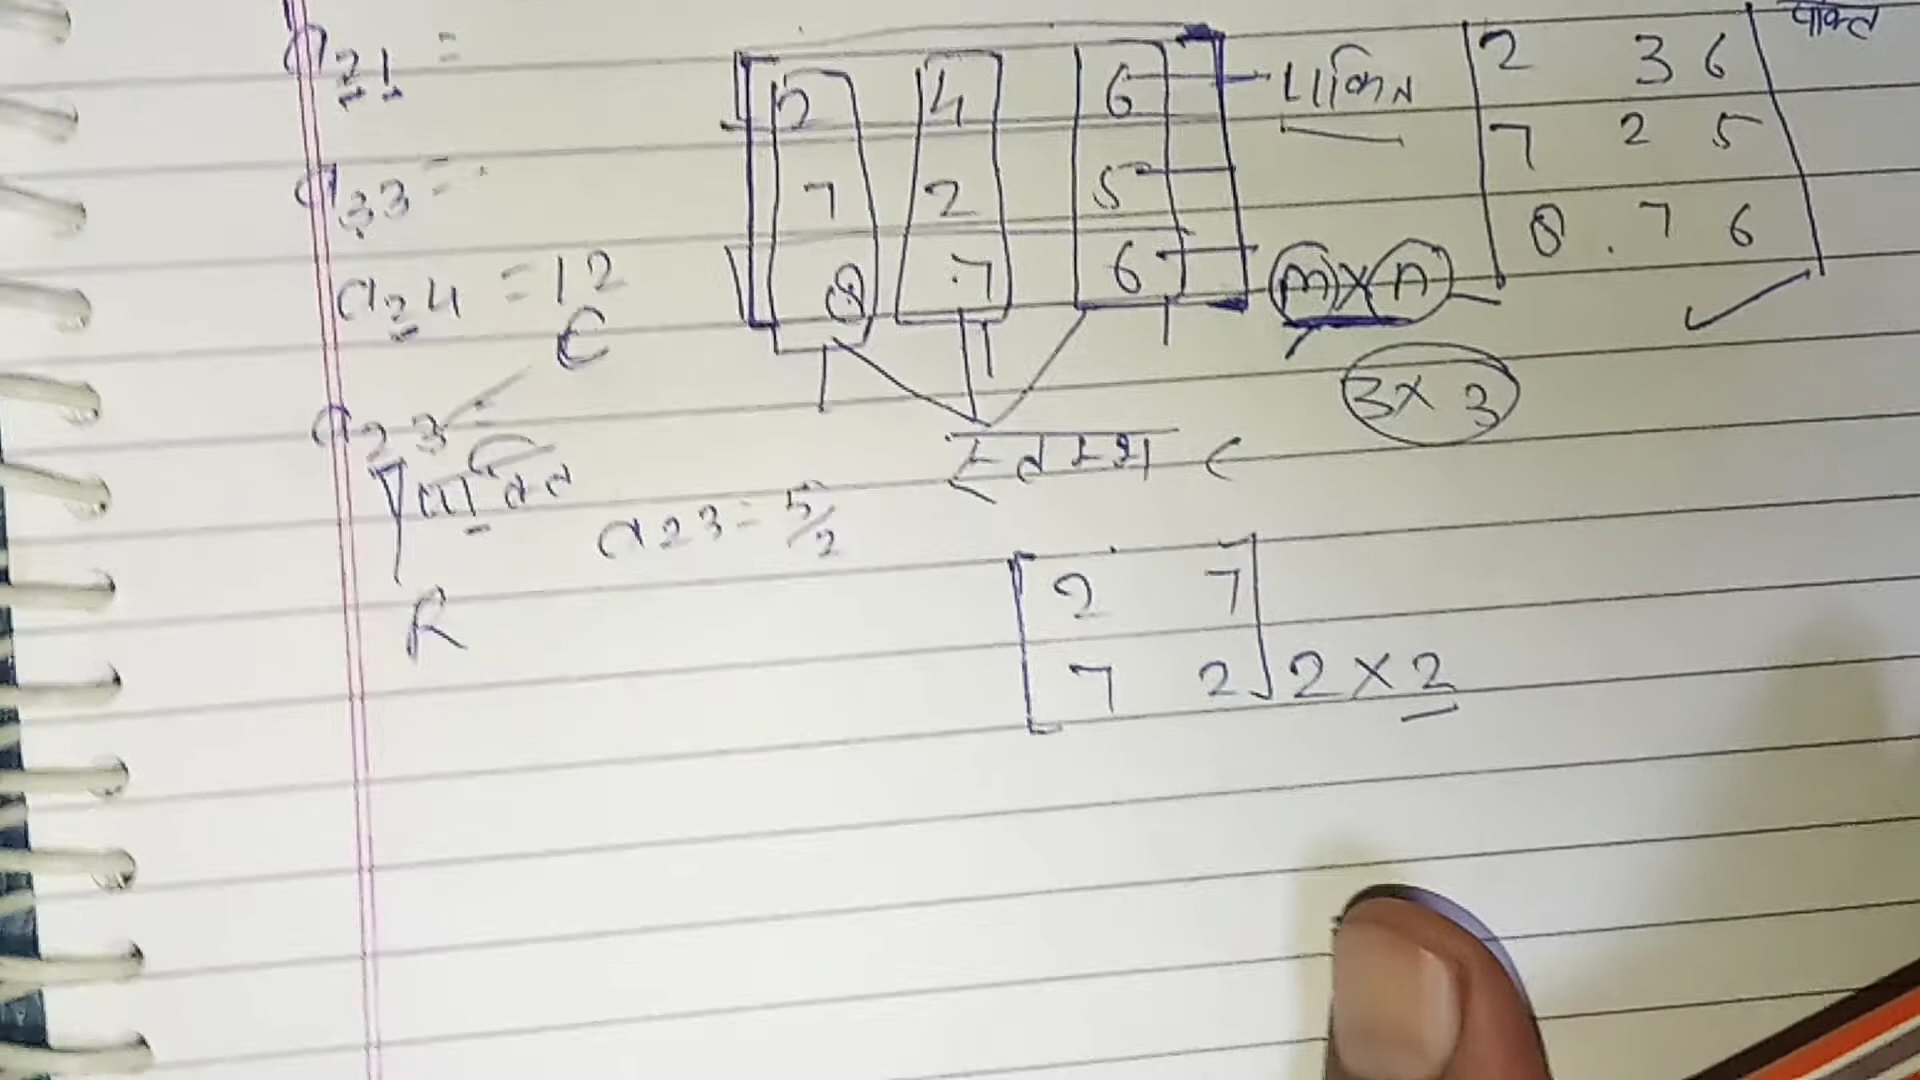 a21 =
a33 =
a24 = 12
C
a23 =
R
a23 = 5/2
2 4 6
7 2 5
8 7 6
m×n
3×3
स्तम्भ
2 3 6
7 2 5
8 . 7 6
2 7
7 2 2×2